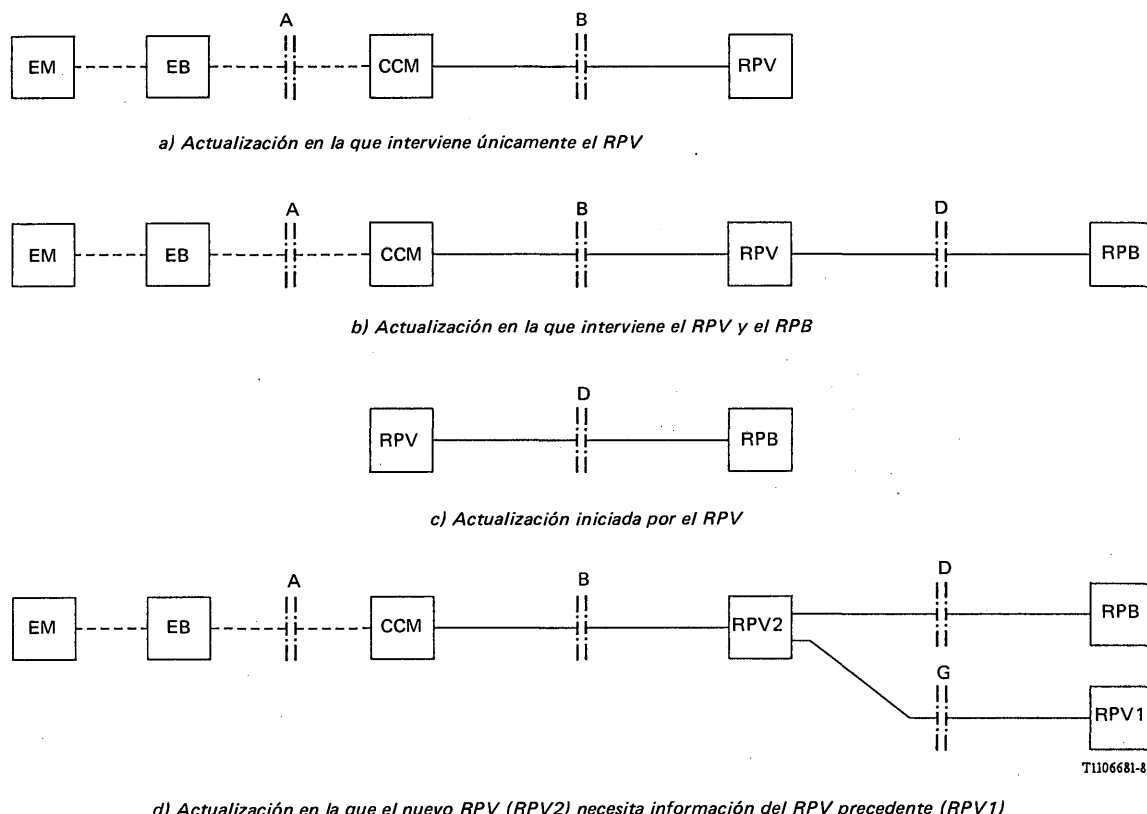 A B
EM EB CCM RPV
a) Actualización en la que interviene únicamente el RPV
A B D
EM EB CCM RPV RPB
b) Actualización en la que interviene el RPV y el RPB
D
RPV RPB
c) Actualización iniciada por el RPV
A B D
EM EB CCM RPV2 RPB
G
RPV1
T1106681-8
d) Actualización en la que el nuevo RPV (RPV2) necesita información del RPV precedente (RPV1)